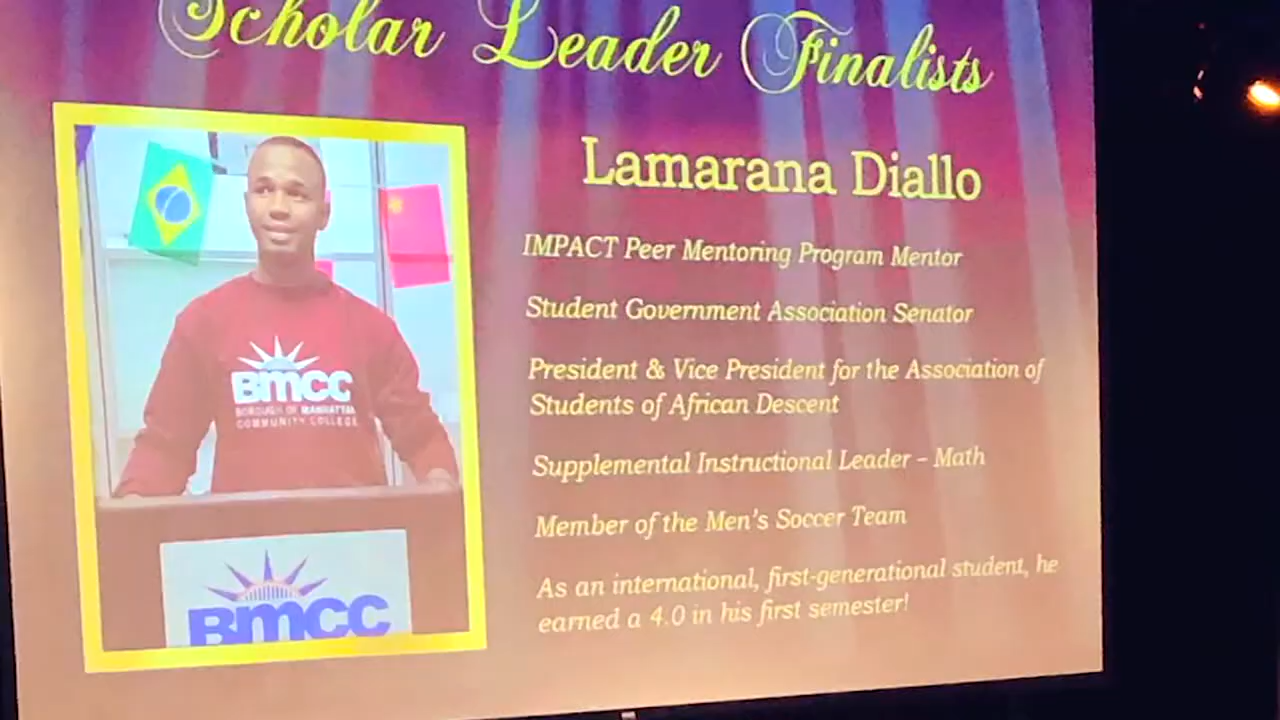 Scholar Leader Finalists
Lamarana Diallo
IMPACT Peer Mentoring Program Mentor
Student Government Association Senator
President & Vice President for the Association of
Students of African Descent
Supplemental Instructional Leader – Math
Member of the Men's Soccer Team
As an international, first-generational student, he
earned a 4.0 in his first semester!
BMCC
BOROUGH OF MANHATTAN
COMMUNITY COLLEGE
BMCC